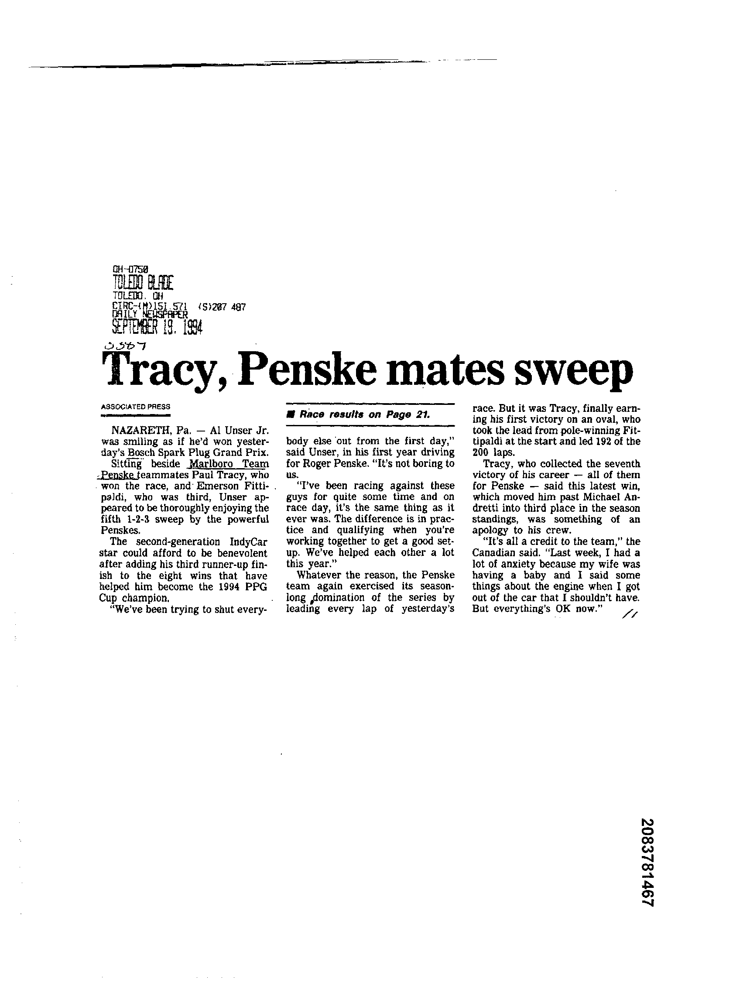 OH-0750
TOLEDO BLADE
TOLEDO. OH
CIRC-(M)151 571 (S)207 487
DAILY NEWSPAPER
SEPTEMBER 19. 1994
Tracy, Penske mates sweep
ASSOCIATED PRESS
NAZARETH, Pa. — Al Unser Jr.
was smiling as if he'd won yester-
day's Bosch Spark Plug Grand Prix.
Sitting beside Marlboro Team
Penske teammates Paul Tracy, who
won the race, and Emerson Fitti-
paldi, who was third, Unser ap-
peared to be thoroughly enjoying the
fifth 1-2-3 sweep by the powerful
Penskes.
The second-generation IndyCar
star could afford to be benevolent
after adding his third runner-up fin-
ish to the eight wins that have
helped him become the 1994 PPG
Cup champion.
"We've been trying to shut every-
■ Race results on Page 21.
body else out from the first day,"
said Unser, in his first year driving
for Roger Penske. "It's not boring to
us.
"I've been racing against these
guys for quite some time and on
race day, it's the same thing as it
ever was. The difference is in prac-
tice and qualifying when you're
working together to get a good set-
up. We've helped each other a lot
this year."
Whatever the reason, the Penske
team again exercised its season-
long domination of the series by
leading every lap of yesterday's
race. But it was Tracy, finally earn-
ing his first victory on an oval, who
took the lead from pole-winning Fit-
tipaldi at the start and led 192 of the
200 laps.
Tracy, who collected the seventh
victory of his career — all of them
for Penske — said this latest win,
which moved him past Michael An-
dretti into third place in the season
standings, was something of an
apology to his crew.
"It's all a credit to the team," the
Canadian said. "Last week, I had a
lot of anxiety because my wife was
having a baby and I said some
things about the engine when I got
out of the car that I shouldn't have.
But everything's OK now."
2083781467